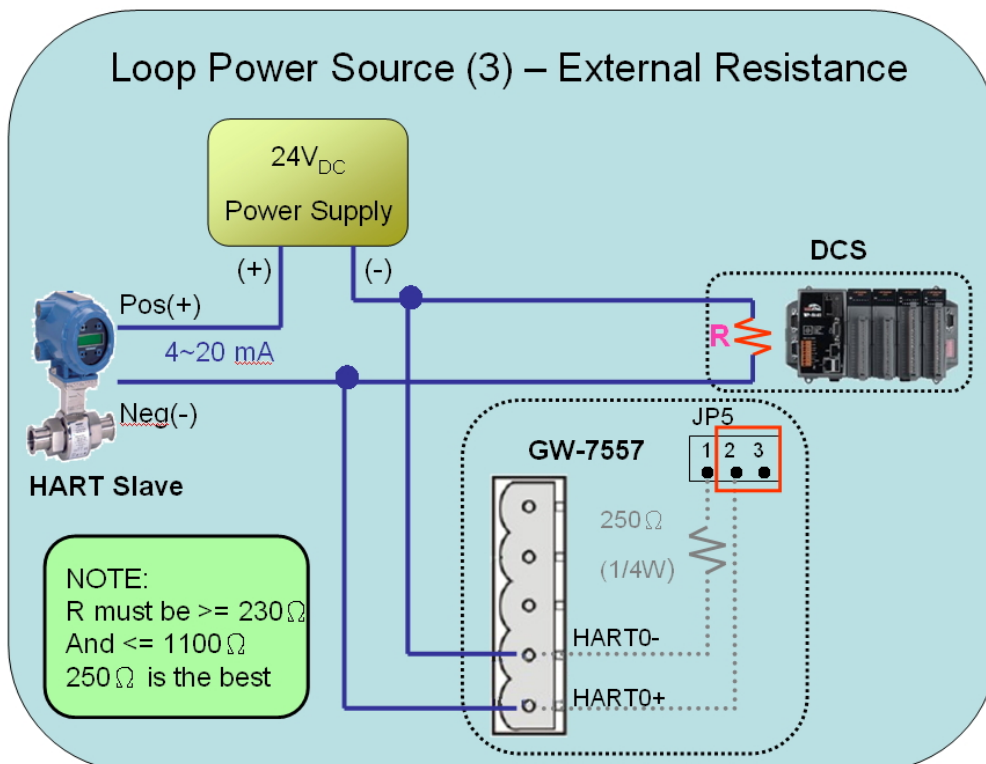 Loop Power Source (3) – External Resistance
24V_DC
Power Supply
(+)
(-)
DCS
Pos(+)
R
4~20 mA
Neg(-)
JP5
1 2 3
GW-7557
HART Slave
250Ω
(1/4W)
NOTE:
R must be >= 230Ω
And <= 1100Ω
250Ω is the best
HART0-
HART0+